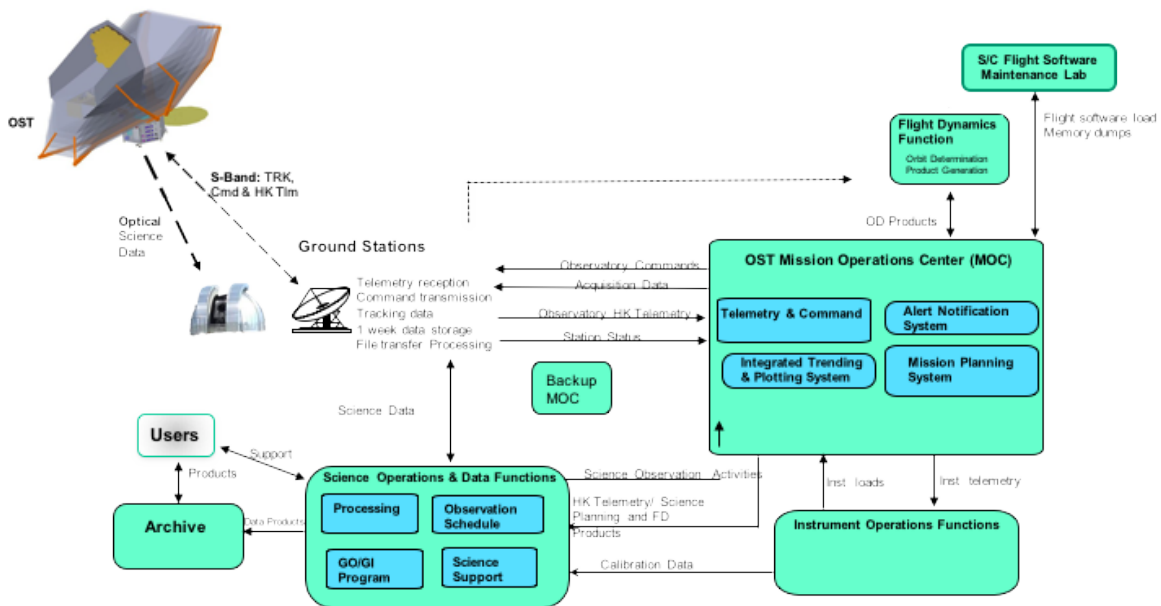 S/C Flight Software
Maintenance Lab
OST
Flight software load
Memory dumps
Flight Dynamics
Function
Orbit Determination
Product Generation
S-Band: TRK,
Cmd & HK Tlm
Optical
Science
Data
OD Products
Ground Stations
OST Mission Operations Center (MOC)
Observatory Commands
Telemetry reception
Command transmission
Tracking data
1 week data storage
File transfer Processing
Acquisition Data
Observatory HK Telemetry
Station Status
Telemetry & Command
Alert Notification
System
Integrated Trending
& Plotting System
Mission Planning
System
Backup
MOC
Science Data
Users
Support
Products
Science Operations & Data Functions
Science Observation Activities
Inst loads
Inst telemetry
Processing
Observation
Schedule
HK Telemetry/ Science
Planning and FD
Products
Archive
Data Products
Instrument Operations Functions
GO/GI
Program
Science
Support
Calibration Data